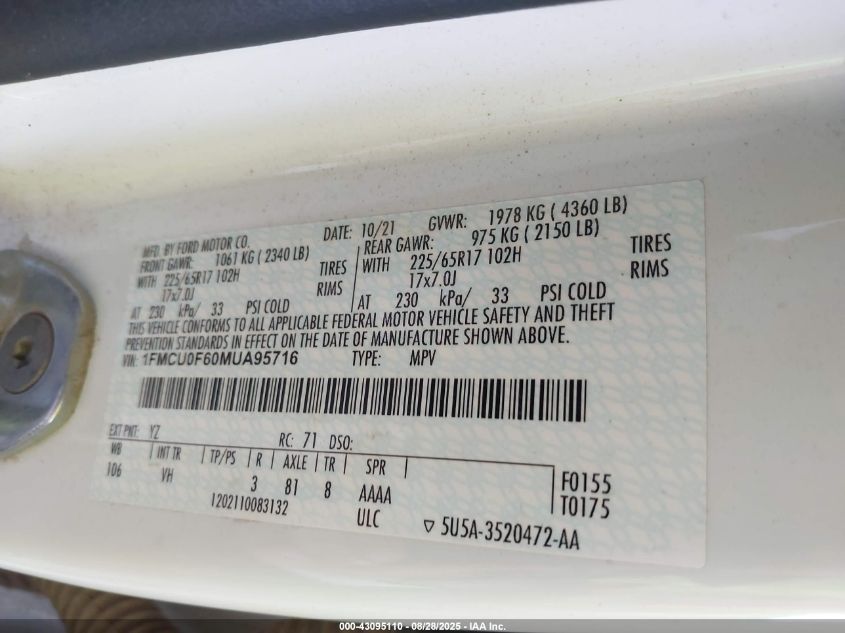 MFD. BY FORD MOTOR CO. DATE: 10/21 GVWR: 1978 KG ( 4360 LB)
FRONT GAWR: 1061 KG ( 2340 LB) REAR GAWR: 975 KG ( 2150 LB)
WITH 225/65R17 102H TIRES WITH 225/65R17 102H TIRES
17x7.0J RIMS 17x7.0J RIMS
AT 230 kPa/ 33 PSI COLD AT 230 kPa/ 33 PSI COLD
THIS VEHICLE CONFORMS TO ALL APPLICABLE FEDERAL MOTOR VEHICLE SAFETY AND THEFT
PREVENTION STANDARDS IN EFFECT ON THE DATE OF MANUFACTURE SHOWN ABOVE.
VIN: 1FMCU0F60MUA95716 TYPE: MPV
EXT PNT: YZ RC: 71 DSO:
WB INT TR TP/PS R AXLE TR SPR
106 VH 3 81 8 AAAA F0155
1202110083132 ULC T0175
▽ 5U5A-3520472-AA
000-43095110 - 08/28/2025 - IAA Inc.